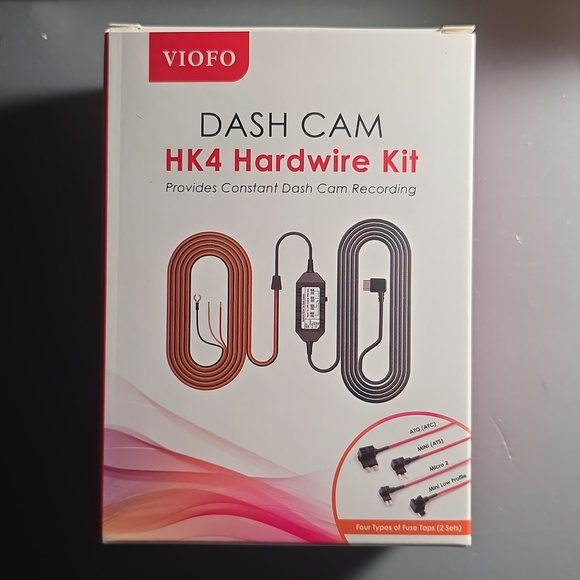 VIOFO
DASH CAM
HK4 Hardwire Kit
Provides Constant Dash Cam Recording
ATO (ATC)
MINI (ATS)
Micro 2
Mini Low Profile
Four Types of Fuse Taps (2 Sets)